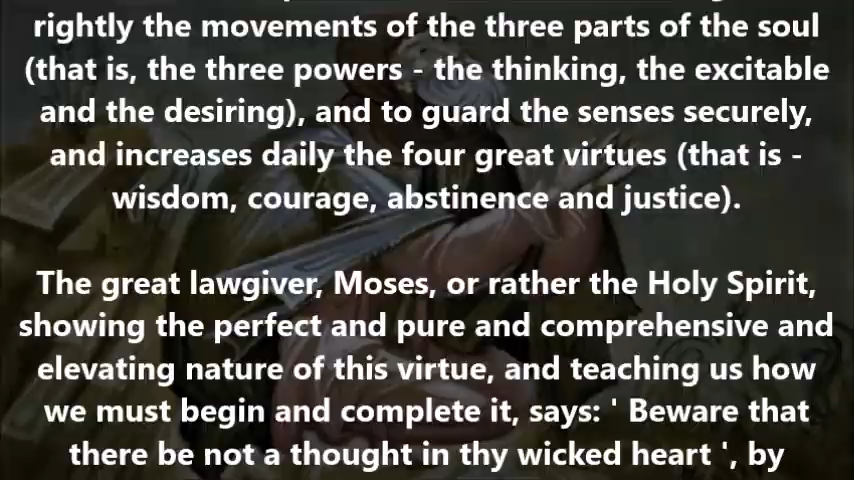 rightly the movements of the three parts of the soul
(that is, the three powers - the thinking, the excitable
and the desiring), and to guard the senses securely,
and increases daily the four great virtues (that is -
wisdom, courage, abstinence and justice).
The great lawgiver, Moses, or rather the Holy Spirit,
showing the perfect and pure and comprehensive and
elevating nature of this virtue, and teaching us how
we must begin and complete it, says: ' Beware that
there be not a thought in thy wicked heart ', by